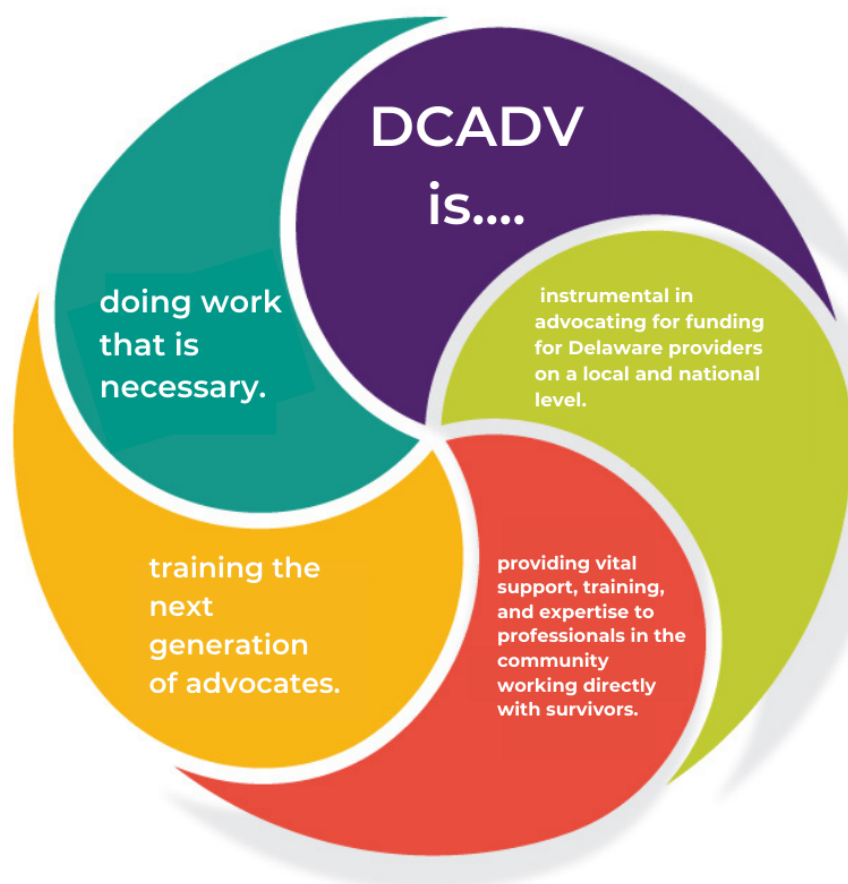 DCADV
is....
instrumental in
advocating for funding
for Delaware providers
on a local and national
level.
providing vital
support, training,
and expertise to
professionals in the
community
working directly
with survivors.
training the
next
generation
of advocates.
doing work
that is
necessary.